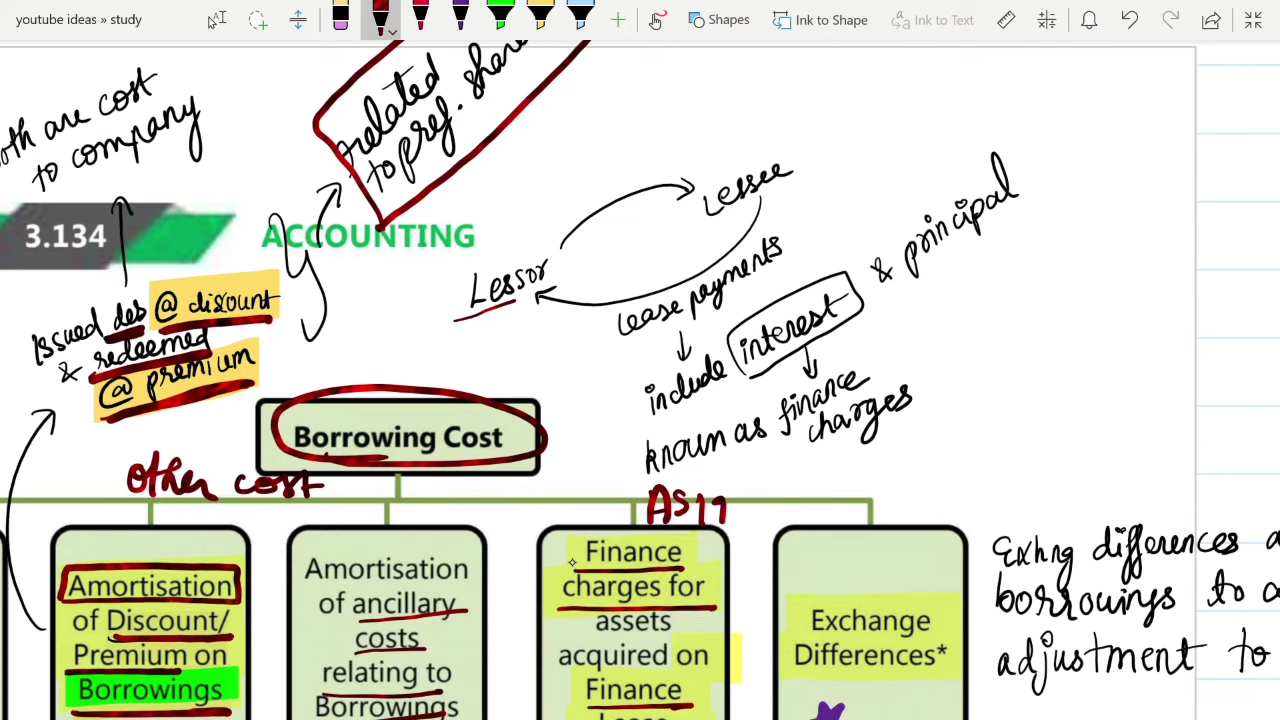 youtube ideas » study
Shapes
Ink to Shape
Ink to Text
both are cost
to company
related
to pref. share
3.134
ACCOUNTING
Lessor
Lessee
lease payments
include interest & principal
known as finance
charges
Issued deb @ discount
& redeemed
@ premium
Borrowing Cost
other cost
Amortisation
of Discount/
Premium on
Borrowings
Amortisation
of ancillary
costs
relating to
Borrowings
AS 19
Finance
charges for
assets
acquired on
Finance
Exchange
Differences*
differences
borrowings to
adjustment to